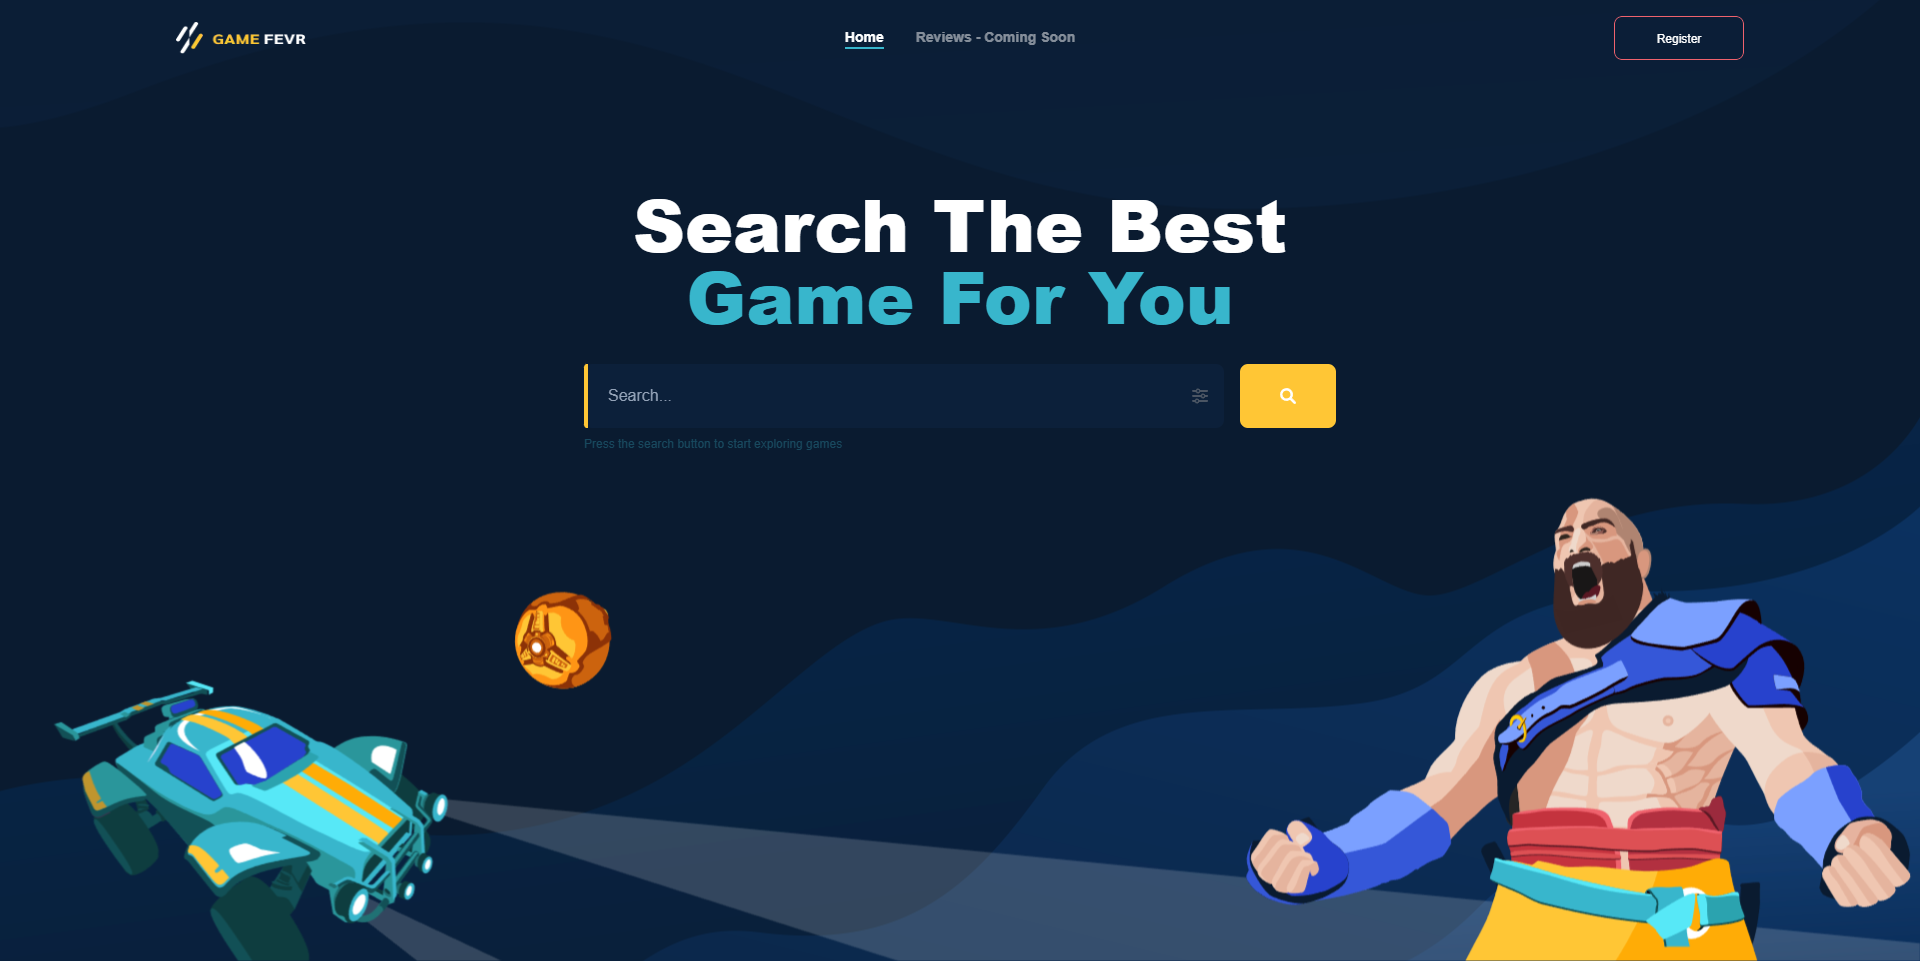 GAME FEVR
Home
Reviews - Coming Soon
Register
Search The Best
Game For You
Search...
Press the search button to start exploring games